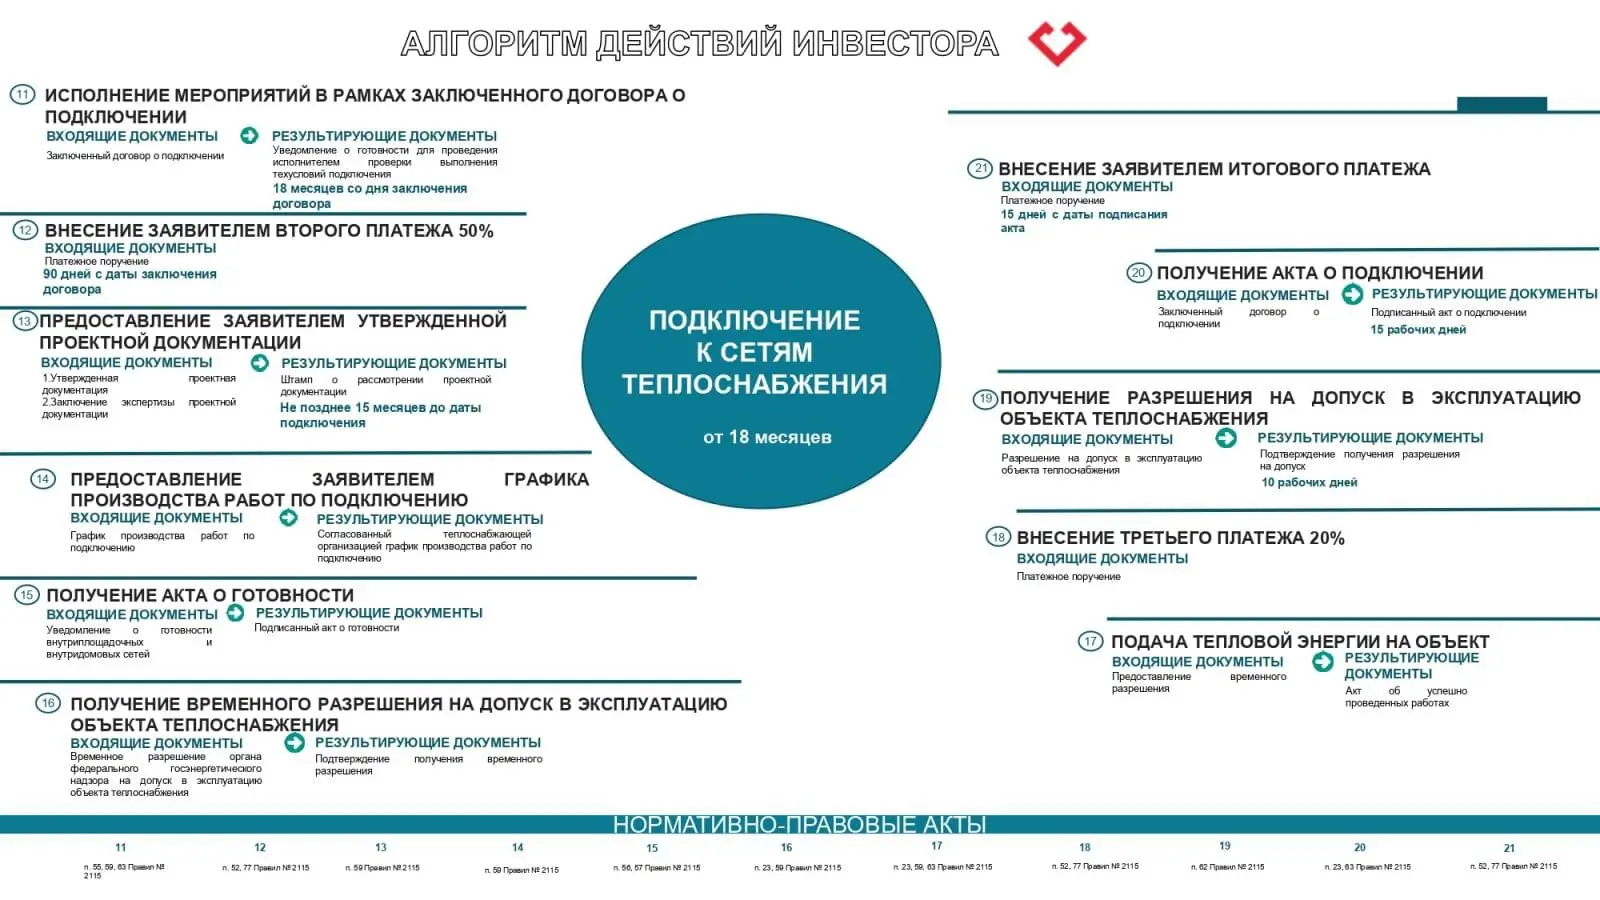 АЛГОРИТМ ДЕЙСТВИЙ ИНВЕСТОРА
11
ИСПОЛНЕНИЕ МЕРОПРИЯТИЙ В РАМКАХ ЗАКЛЮЧЕННОГО ДОГОВОРА О
ПОДКЛЮЧЕНИИ
ВХОДЯЩИЕ ДОКУМЕНТЫ
Заключенный договор о подключении
РЕЗУЛЬТИРУЮЩИЕ ДОКУМЕНТЫ
Уведомление о готовности для проведения
исполнителем проверки выполнения
техусловий подключения
18 месяцев со дня заключения
договора
12
ВНЕСЕНИЕ ЗАЯВИТЕЛЕМ ВТОРОГО ПЛАТЕЖА 50%
ВХОДЯЩИЕ ДОКУМЕНТЫ
Платежное поручение
90 дней с даты заключения
договора
13
ПРЕДОСТАВЛЕНИЕ ЗАЯВИТЕЛЕМ УТВЕРЖДЕННОЙ
ПРОЕКТНОЙ ДОКУМЕНТАЦИИ
ВХОДЯЩИЕ ДОКУМЕНТЫ
1.Утвержденная проектная
документация
2.Заключение экспертизы проектной
документации
РЕЗУЛЬТИРУЮЩИЕ ДОКУМЕНТЫ
Штамп о рассмотрении проектной
документации
Не позднее 15 месяцев до даты
подключения
14
ПРЕДОСТАВЛЕНИЕ ЗАЯВИТЕЛЕМ ГРАФИКА
ПРОИЗВОДСТВА РАБОТ ПО ПОДКЛЮЧЕНИЮ
ВХОДЯЩИЕ ДОКУМЕНТЫ
График производства работ по
подключению
РЕЗУЛЬТИРУЮЩИЕ ДОКУМЕНТЫ
Согласованный теплоснабжающей
организацией график производства работ по
подключению
15
ПОЛУЧЕНИЕ АКТА О ГОТОВНОСТИ
ВХОДЯЩИЕ ДОКУМЕНТЫ
Уведомление о готовности
внутриплощадочных и
внутридомовых сетей
РЕЗУЛЬТИРУЮЩИЕ ДОКУМЕНТЫ
Подписанный акт о готовности
16
ПОЛУЧЕНИЕ ВРЕМЕННОГО РАЗРЕШЕНИЯ НА ДОПУСК В ЭКСПЛУАТАЦИЮ
ОБЪЕКТА ТЕПЛОСНАБЖЕНИЯ
ВХОДЯЩИЕ ДОКУМЕНТЫ
Временное разрешение органа
федерального госэнергетического
надзора на допуск в эксплуатацию
объекта теплоснабжения
РЕЗУЛЬТИРУЮЩИЕ ДОКУМЕНТЫ
Подтверждение получения временного
разрешения
ПОДКЛЮЧЕНИЕ
К СЕТЯМ
ТЕПЛОСНАБЖЕНИЯ
от 18 месяцев
21
ВНЕСЕНИЕ ЗАЯВИТЕЛЕМ ИТОГОВОГО ПЛАТЕЖА
ВХОДЯЩИЕ ДОКУМЕНТЫ
Платежное поручение
15 дней с даты подписания
акта
20
ПОЛУЧЕНИЕ АКТА О ПОДКЛЮЧЕНИИ
ВХОДЯЩИЕ ДОКУМЕНТЫ
Заключенный договор о
подключении
РЕЗУЛЬТИРУЮЩИЕ ДОКУМЕНТЫ
Подписанный акт о подключении
15 рабочих дней
19
ПОЛУЧЕНИЕ РАЗРЕШЕНИЯ НА ДОПУСК В ЭКСПЛУАТАЦИЮ
ОБЪЕКТА ТЕПЛОСНАБЖЕНИЯ
ВХОДЯЩИЕ ДОКУМЕНТЫ
Разрешение на допуск в эксплуатацию
объекта теплоснабжения
РЕЗУЛЬТИРУЮЩИЕ ДОКУМЕНТЫ
Подтверждение получения разрешения
на допуск
10 рабочих дней
18
ВНЕСЕНИЕ ТРЕТЬЕГО ПЛАТЕЖА 20%
ВХОДЯЩИЕ ДОКУМЕНТЫ
Платежное поручение
17
ПОДАЧА ТЕПЛОВОЙ ЭНЕРГИИ НА ОБЪЕКТ
ВХОДЯЩИЕ ДОКУМЕНТЫ
Предоставление временного
разрешения
РЕЗУЛЬТИРУЮЩИЕ
ДОКУМЕНТЫ
Акт об успешно
проведенных работах
НОРМАТИВНО-ПРАВОВЫЕ АКТЫ
11
п. 55, 59, 63 Правил №
2115
12
п. 52, 77 Правил № 2115
13
п. 59 Правил № 2115
14
п. 59 Правил № 2115
15
п. 56, 57 Правил № 2115
16
п. 23, 59 Правил № 2115
17
п. 23, 59, 63 Правил № 2115
18
п. 52, 77 Правил № 2115
19
п. 62 Правил № 2115
20
п. 23, 63 Правил № 2115
21
п. 52, 77 Правил № 2115